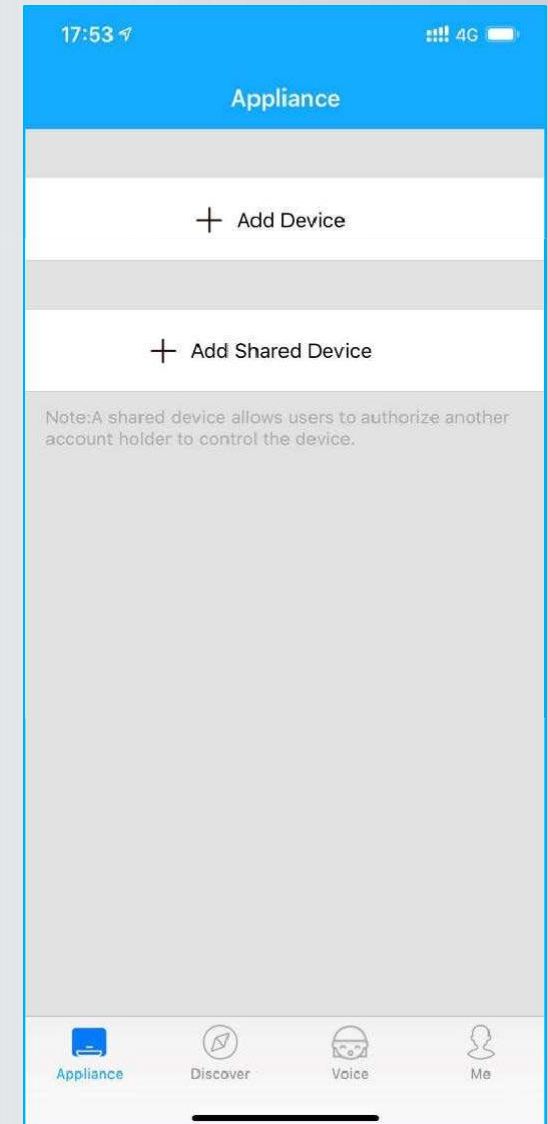 17:53
4G
Appliance
Add Device
Add Shared Device
Note:A shared device allows users to authorize another
account holder to control the device.
Appliance
Discover
Voice
Me